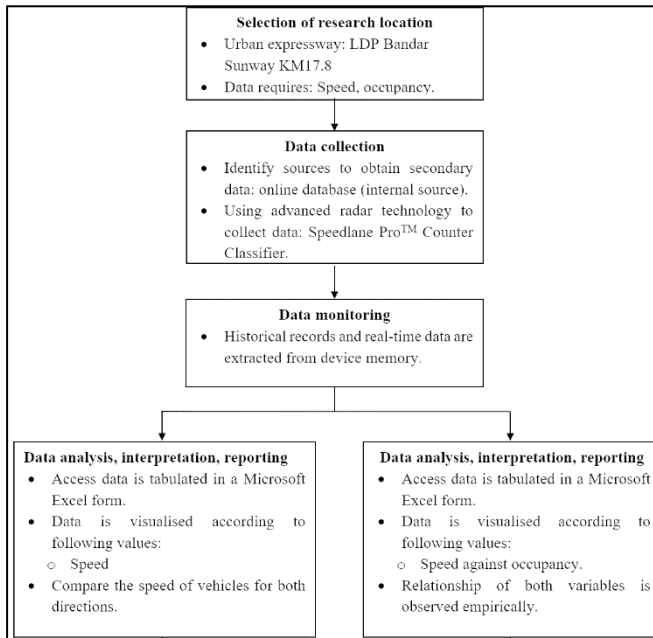 Selection of research location
• Urban expressway: LDP Bandar
Sunway KM17.8
• Data requires: Speed, occupancy.
Data collection
• Identify sources to obtain secondary
data: online database (internal source).
• Using advanced radar technology to
collect data: Speedlane Pro™ Counter
Classifier.
Data monitoring
• Historical records and real-time data are
extracted from device memory.
Data analysis, interpretation, reporting
• Access data is tabulated in a Microsoft
Excel form.
• Data is visualised according to
following values:
o Speed
• Compare the speed of vehicles for both
directions.
Data analysis, interpretation, reporting
• Access data is tabulated in a Microsoft
Excel form.
• Data is visualised according to
following values:
o Speed against occupancy.
• Relationship of both variables is
observed empirically.